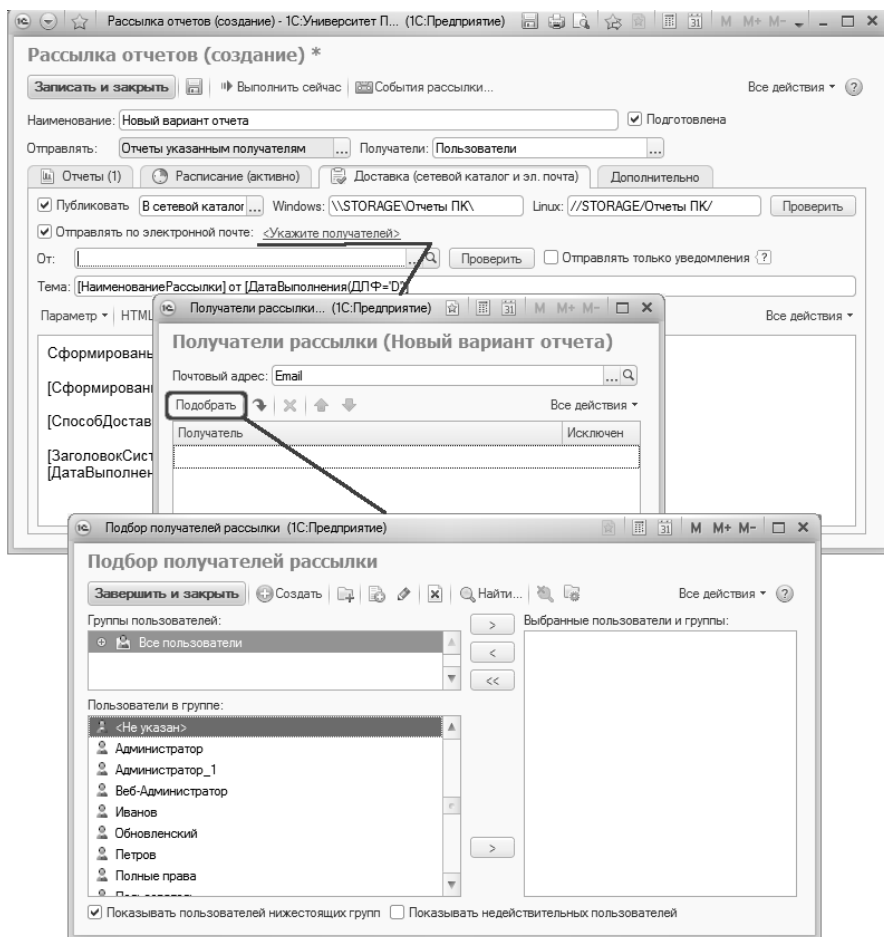 Рассылка отчетов (создание) - 1С:Университет П... (1С:Предприятие) 31 M M+ M-
Рассылка отчетов (создание) *
Записать и закрыть Выполнить сейчас События рассылки... Все действия ?
Наименование: Новый вариант отчета Подготовлена
Отправлять: Отчеты указанным получателям ... Получатели: Пользователи ...
Отчеты (1) Расписание (активно) Доставка (сетевой каталог и эл. почта) Дополнительно
Публиковать В сетевой каталог ... Windows: \\STORAGE\Отчеты ПК\ Linux: //STORAGE/Отчеты ПК/ Проверить
Отправлять по электронной почте: <Укажите получателей>
От: ... Проверить Отправлять только уведомления ?
Тема: [НаименованиеРассылки] от [ДатаВыполнения(ДЛФ='D')]
Параметр HTML Все действия
Сформированы
[Сформирован
[СпособДостав
[ЗаголовокСист
[ДатаВыполнен
1С Получатели рассылки... (1С:Предприятие) 31 M M+ M-
Получатели рассылки (Новый вариант отчета)
Почтовый адрес: Email ...
Подобрать Все действия
Получатель Исключен
1С Подбор получателей рассылки (1С:Предприятие) 31 M M+ M-
Подбор получателей рассылки
Завершить и закрыть Создать Найти... Все действия ?
Группы пользователей: > Выбранные пользователи и группы:
Все пользователи
<
<<
Пользователи в группе:
<Не указан>
Администратор
Администратор_1
Веб-Администратор
Иванов
Обновленский
Петров >
Полные права
Показывать пользователей нижестоящих групп Показывать недействительных пользователей